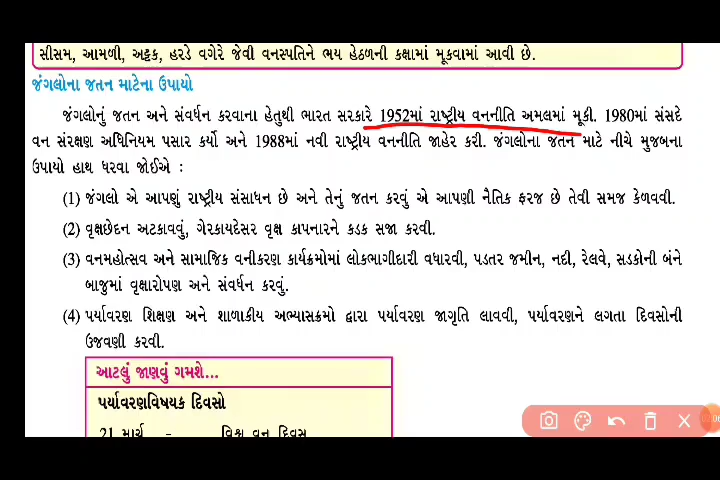 સીસમ, આમળી, અટ્ટક, હરડે વગેરે જેવી વનસ્પતિને ભય હેઠળની કક્ષામાં મૂકવામાં આવી છે.
જંગલોના જતન માટેના ઉપાયો
જંગલોનું જતન અને સંવર્ધન કરવાના હેતુથી ભારત સરકારે 1952માં રાષ્ટ્રીય વનનીતિ અમલમાં મૂકી. 1980માં સંસદે
વન સંરક્ષણ અધિનિયમ પસાર કર્યો અને 1988માં નવી રાષ્ટ્રીય વનનીતિ જાહેર કરી. જંગલોના જતન માટે નીચે મુજબના
ઉપાયો હાથ ધરવા જોઈએ :
(1) જંગલો એ આપણું રાષ્ટ્રીય સંસાધન છે અને તેનું જતન કરવું એ આપણી નૈતિક ફરજ છે તેવી સમજ કેળવવી.
(2) વૃક્ષછેદન અટકાવવું, ગેરકાયદેસર વૃક્ષ કાપનારને કડક સજા કરવી.
(3) વનમહોત્સવ અને સામાજિક વનીકરણ કાર્યક્રમોમાં લોકભાગીદારી વધારવી, પડતર જમીન, નદી, રેલવે, સડકોની બંને
બાજુમાં વૃક્ષારોપણ અને સંવર્ધન કરવું.
(4) પર્યાવરણ શિક્ષણ અને શાળાકીય અભ્યાસક્રમો દ્વારા પર્યાવરણ જાગૃતિ લાવવી, પર્યાવરણને લગતા દિવસોની
ઉજવણી કરવી.
આટલું જાણવું ગમશે...
પર્યાવરણવિષયક દિવસો
21 માર્ચ - વિશ્વ વન દિવસ